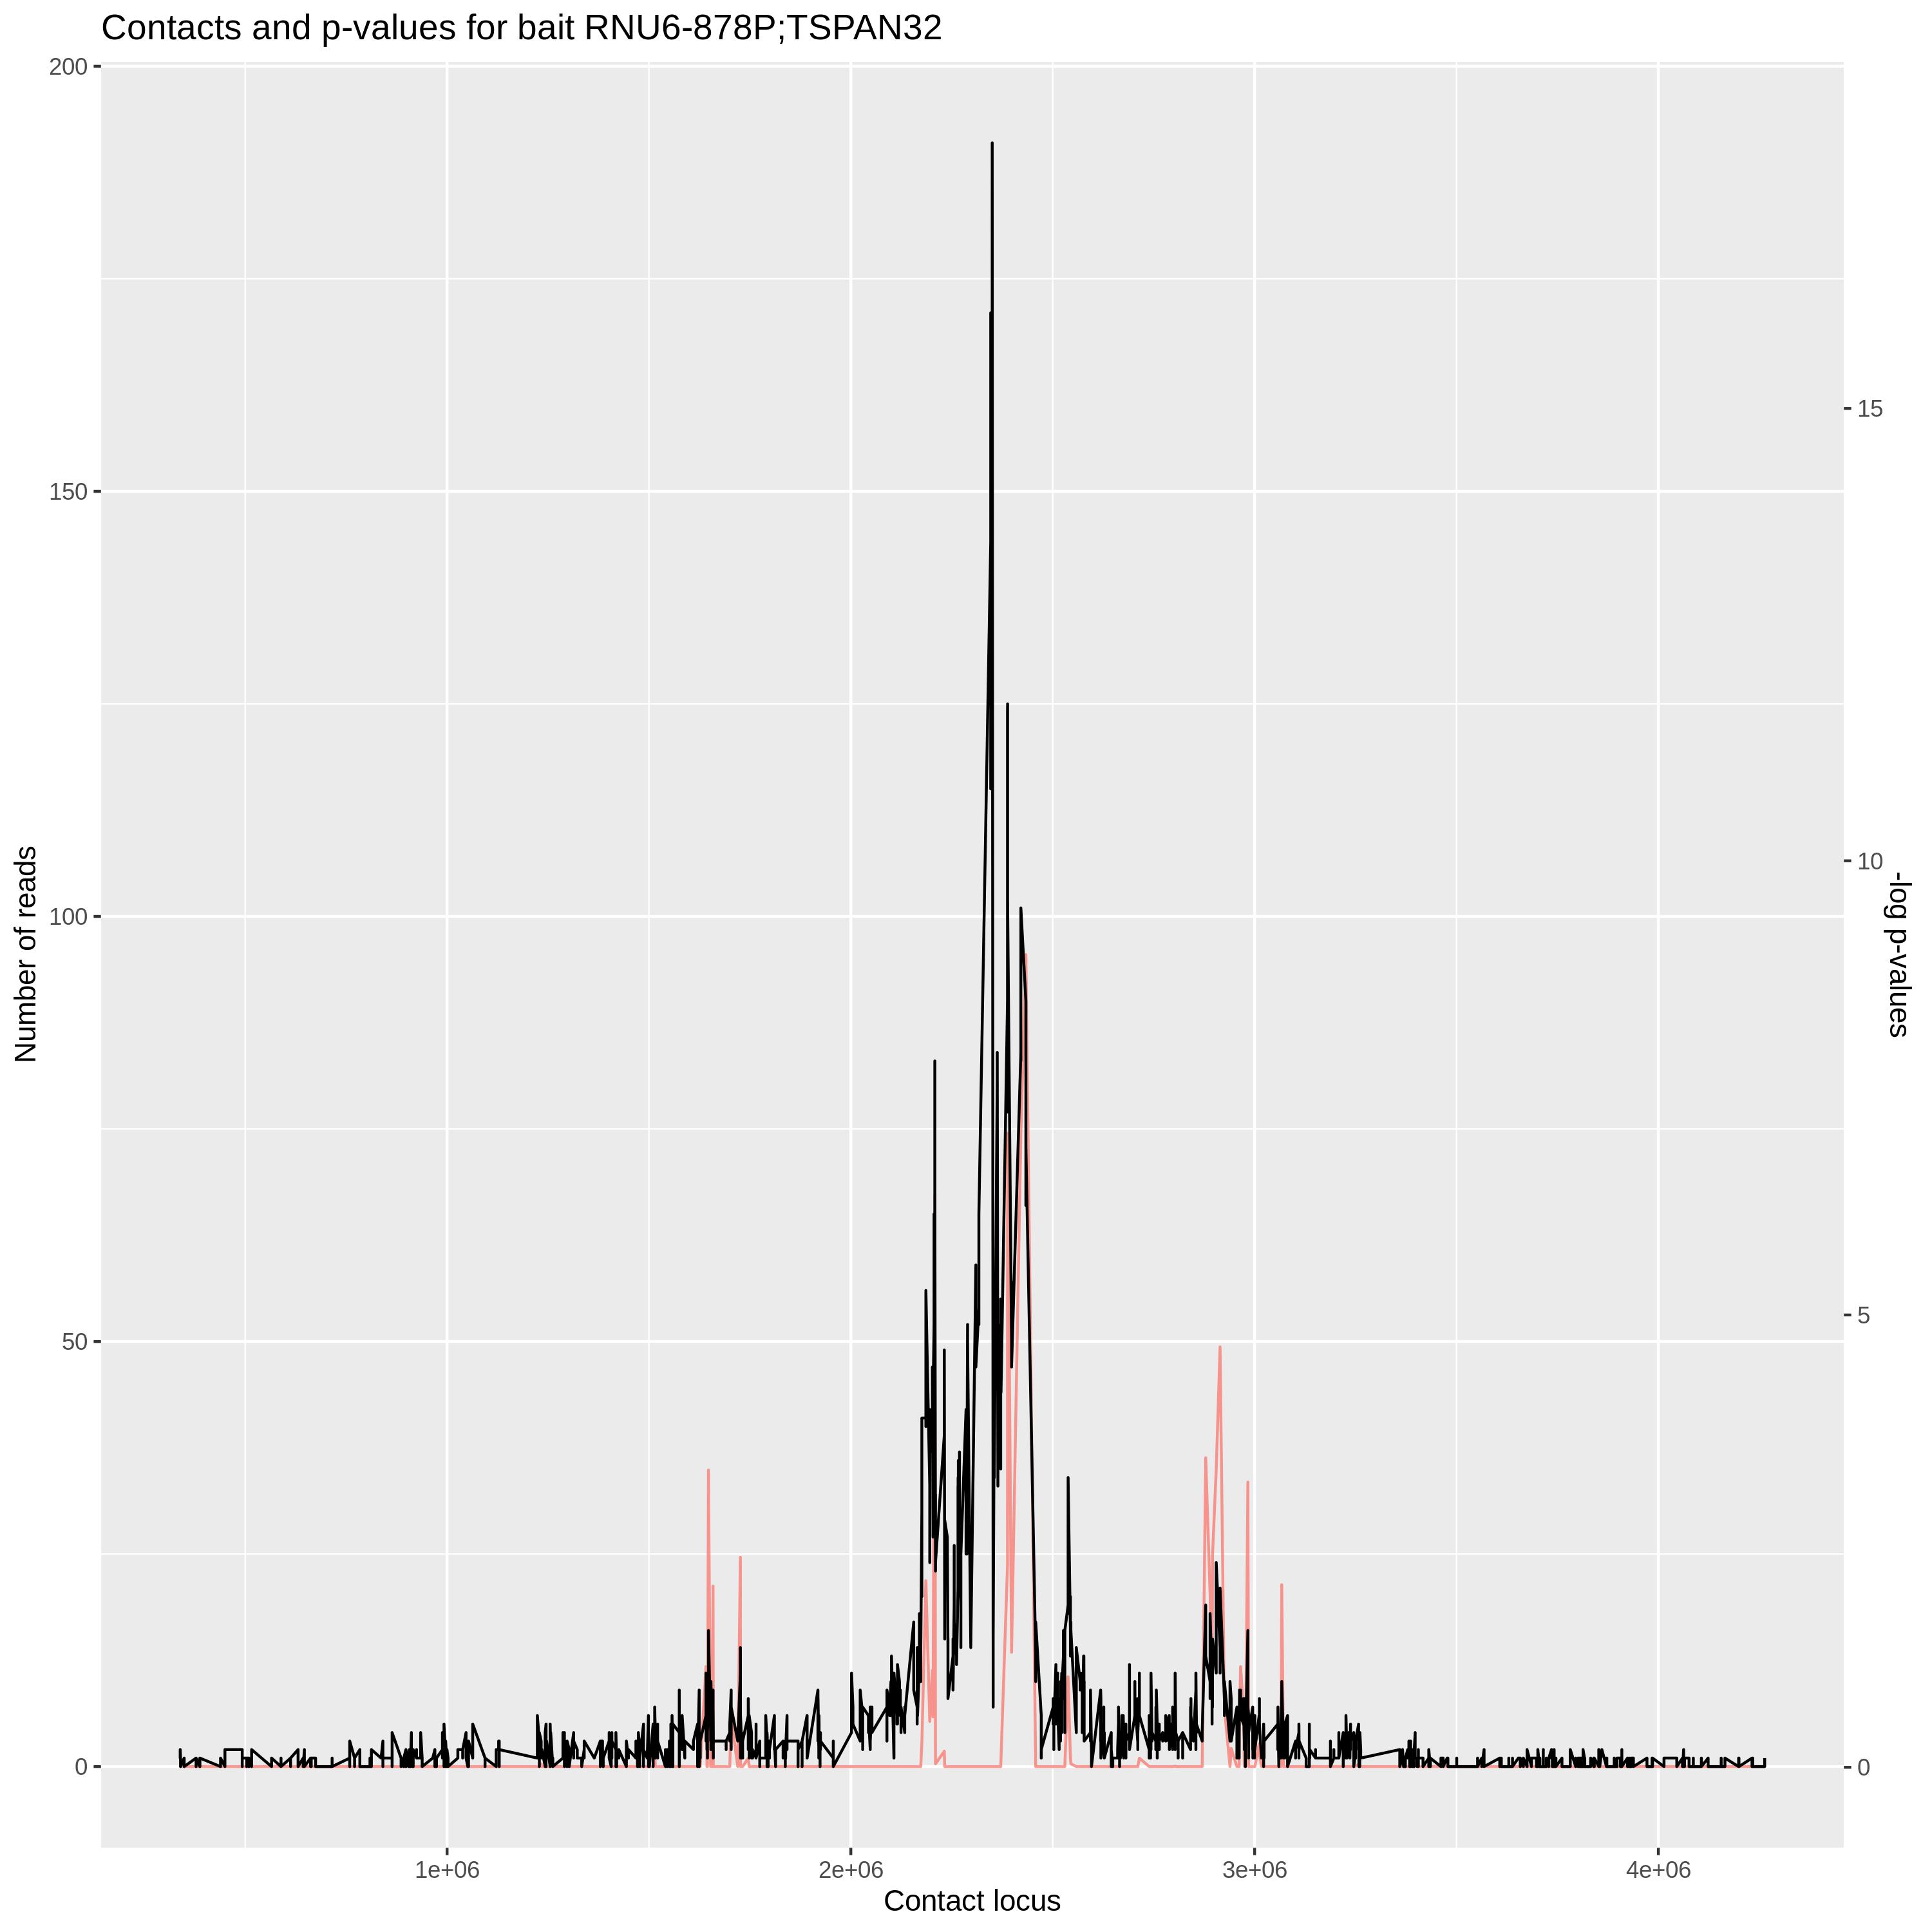 Contacts and p-values for bait RNU6-878P;TSPAN32
200
150
100
50
0
Number of reads
15
10
5
0
-log p-values
1e+06
2e+06
3e+06
4e+06
Contact locus